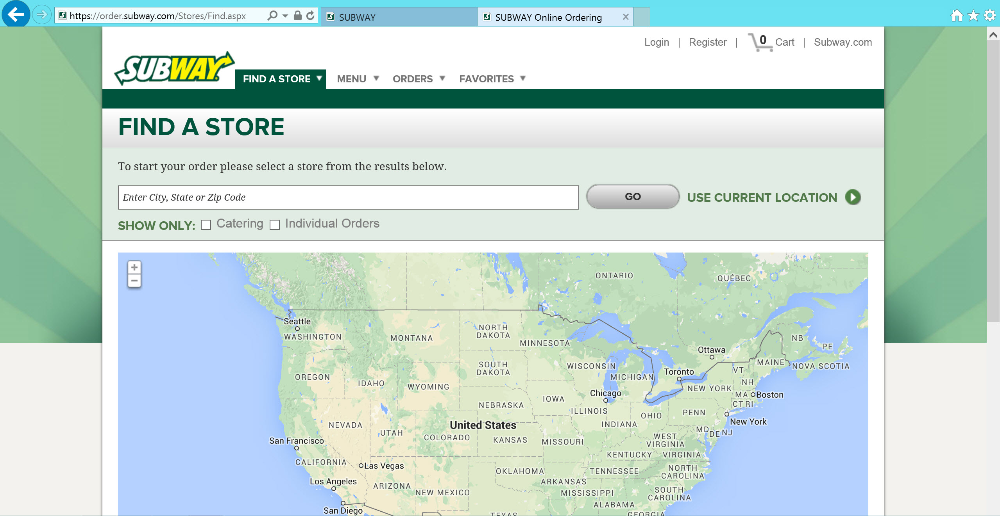 https://order.subway.com/Stores/Find.aspx
SUBWAY
SUBWAY Online Ordering
Login | Register | 0 Cart | Subway.com
SUBWAY
FIND A STORE MENU ORDERS FAVORITES
FIND A STORE
To start your order please select a store from the results below.
Enter City, State or Zip Code
GO
USE CURRENT LOCATION
SHOW ONLY: Catering Individual Orders
+
−
ONTARIO
QUÉBEC
Seattle
WASHINGTON
MONTANA
NORTH
DAKOTA
MINNESOTA
NB
PE
Ottawa
SOUTH
DAKOTA
WISCONSIN
MAINE
NOVA SCOTIA
VT
Toronto
OREGON
IDAHO
WYOMING
MICHIGAN
NH
NEW YORK
Chicago
MA
Boston
IOWA
NEBRASKA
CT RI
ILLINOIS
OHIO
PENN
New York
NEVADA
United States
INDIANA
UTAH
MD
DE NJ
COLORADO
KANSAS
MISSOURI
WEST
VIRGINIA
San Francisco
KENTUCKY
VIRGINIA
CALIFORNIA
Las Vegas
OKLAHOMA
TENNESSEE
NORTH
CAROLINA
Los Angeles
ARIZONA
NEW MEXICO
ARKANSAS
MISSISSIPPI
SOUTH
CAROLINA
ALABAMA
San Diego
TEXAS
GEORGIA